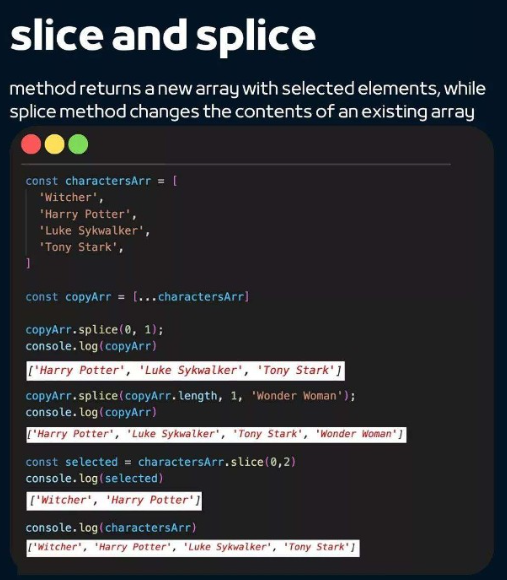 slice and splice
method returns a new array with selected elements, while
splice method changes the contents of an existing array
const charactersArr = [
'Witcher',
'Harry Potter',
'Luke Sykwalker',
'Tony Stark',
]
const copyArr = [...charactersArr]
copyArr.splice(0, 1);
console.log(copyArr)
['Harry Potter', 'Luke Sykwalker', 'Tony Stark']
copyArr.splice(copyArr.length, 1, 'Wonder Woman');
console.log(copyArr)
['Harry Potter', 'Luke Sykwalker', 'Tony Stark', 'Wonder Woman']
const selected = charactersArr.slice(0,2)
console.log(selected)
['Witcher', 'Harry Potter']
console.log(charactersArr)
['Witcher', 'Harry Potter', 'Luke Sykwalker', 'Tony Stark']